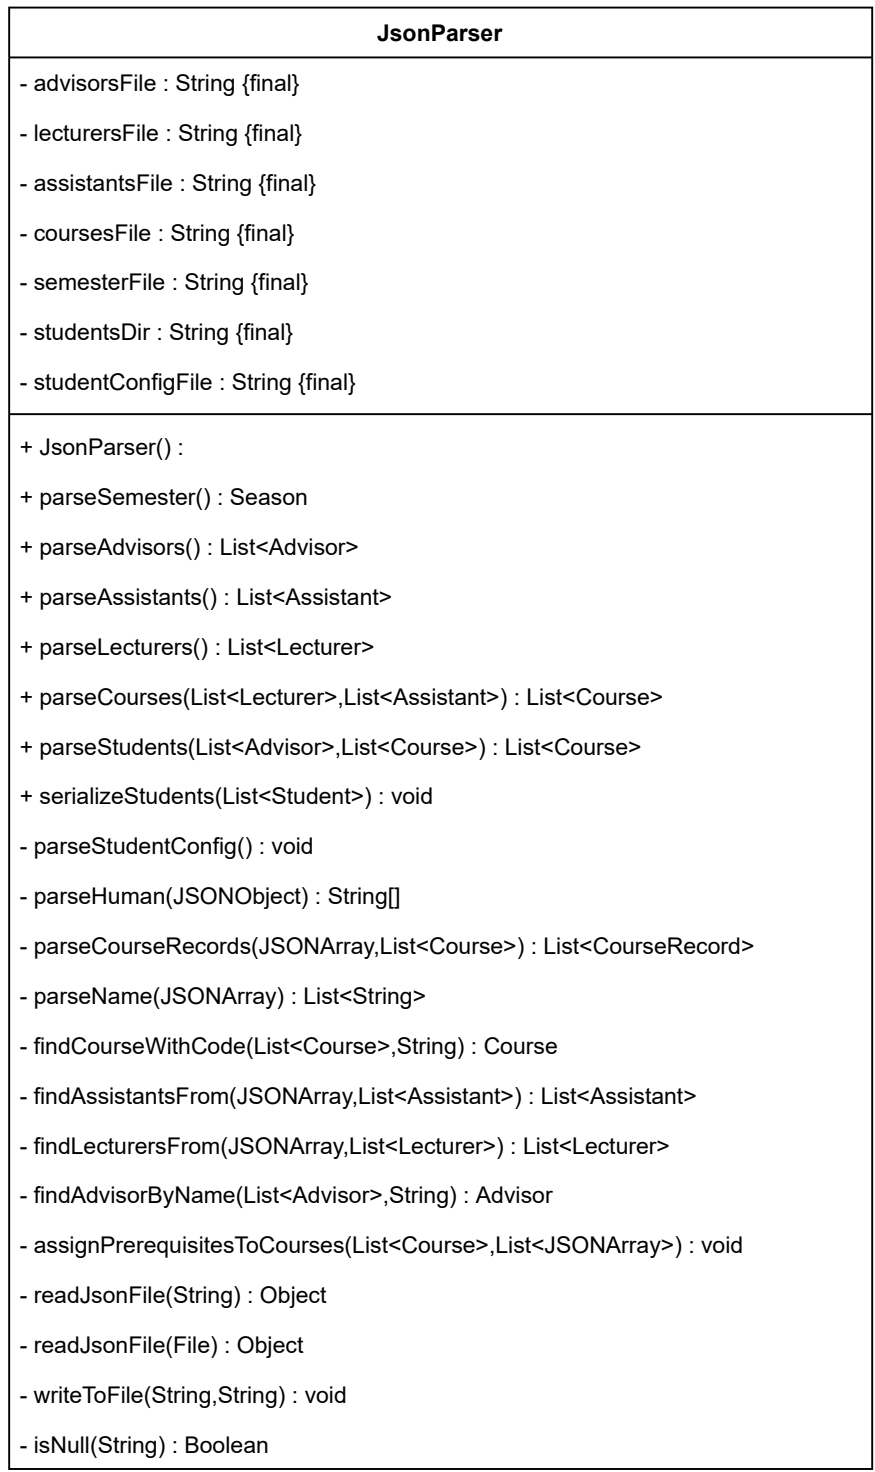 JsonParser
- advisorsFile : String {final}
- lecturersFile : String {final}
- assistantsFile : String {final}
- coursesFile : String {final}
- semesterFile : String {final}
- studentsDir : String {final}
- studentConfigFile : String {final}
+ JsonParser() :
+ parseSemester() : Season
+ parseAdvisors() : List<Advisor>
+ parseAssistants() : List<Assistant>
+ parseLecturers() : List<Lecturer>
+ parseCourses(List<Lecturer>,List<Assistant>) : List<Course>
+ parseStudents(List<Advisor>,List<Course>) : List<Course>
+ serializeStudents(List<Student>) : void
- parseStudentConfig() : void
- parseHuman(JSONObject) : String[]
- parseCourseRecords(JSONArray,List<Course>) : List<CourseRecord>
- parseName(JSONArray) : List<String>
- findCourseWithCode(List<Course>,String) : Course
- findAssistantsFrom(JSONArray,List<Assistant>) : List<Assistant>
- findLecturersFrom(JSONArray,List<Lecturer>) : List<Lecturer>
- findAdvisorByName(List<Advisor>,String) : Advisor
- assignPrerequisitesToCourses(List<Course>,List<JSONArray>) : void
- readJsonFile(String) : Object
- readJsonFile(File) : Object
- writeToFile(String,String) : void
- isNull(String) : Boolean